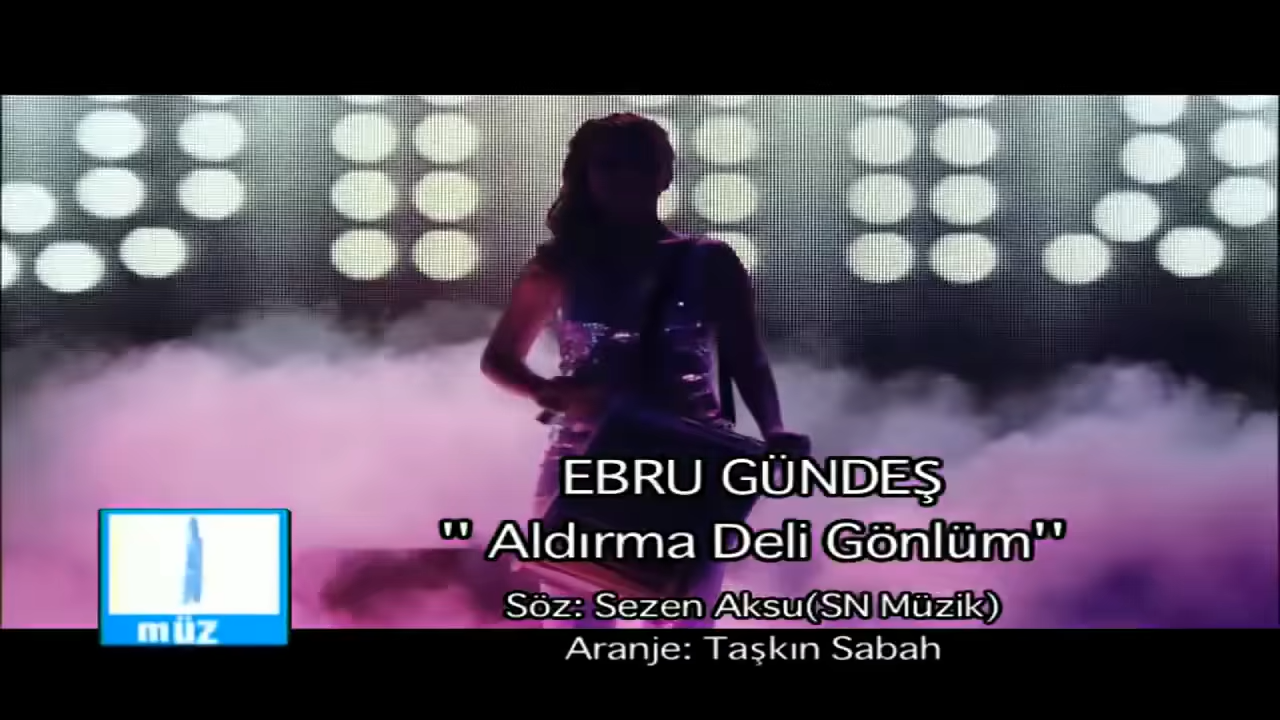 EBRU GÜNDEŞ
" Aldırma Deli Gönlüm"
Söz: Sezen Aksu(SN Müzik)
Aranje: Taşkın Sabah
müz